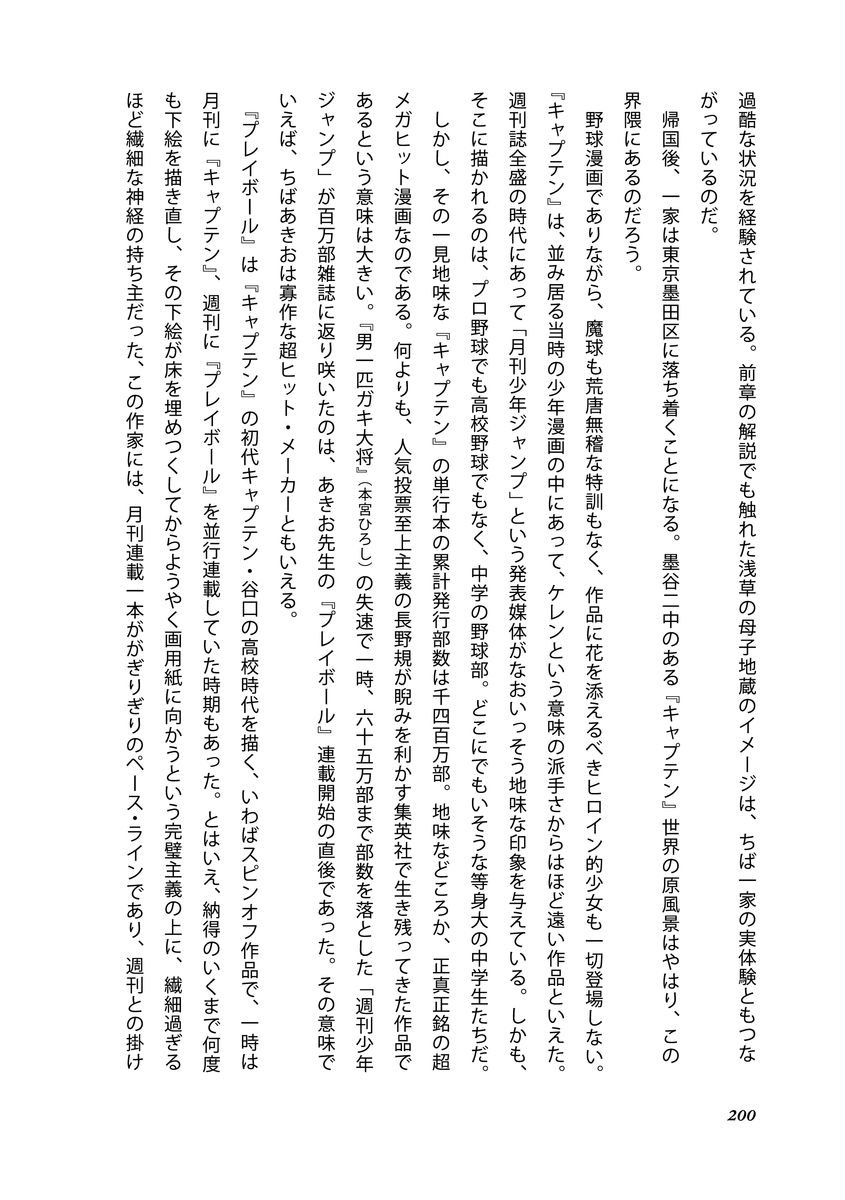 過酷な状況を経験されている。前章の解説でも触れた浅草の母子地蔵のイメージは、ちば一家の実体験ともつな
がっているのだ。
帰国後、一家は東京墨田区に落ち着くことになる。墨谷二中のある『キャプテン』世界の原風景はやはり、この
界隈にあるのだろう。
野球漫画でありながら、魔球も荒唐無稽な特訓もなく、作品に花を添えるべきヒロイン的少女も一切登場しない。
『キャプテン』は、並み居る当時の少年漫画の中にあって、ケレンという意味の派手さからはほど遠い作品といえた。
週刊誌全盛の時代にあって「月刊少年ジャンプ」という発表媒体がなおいっそう地味な印象を与えている。しかも、
そこに描かれるのは、プロ野球でも高校野球でもなく、中学の野球部。どこにでもいそうな等身大の中学生たちだ。
しかし、その一見地味な『キャプテン』の単行本の累計発行部数は千四百万部。地味などころか、正真正銘の超
メガヒット漫画なのである。何よりも、人気投票至上主義の長野規が睨みを利かす集英社で生き残ってきた作品で
あるという意味は大きい。『男一匹ガキ大将』（本宮ひろし）の失速で一時、六十五万部まで部数を落とした「週刊少年
ジャンプ」が百万部雑誌に返り咲いたのは、あきお先生の『プレイボール』連載開始の直後であった。その意味で
いえば、ちばあきおは寡作な超ヒット・メーカーともいえる。
『プレイボール』は『キャプテン』の初代キャプテン・谷口の高校時代を描く、いわばスピンオフ作品で、一時は
月刊に『キャプテン』、週刊に『プレイボール』を並行連載していた時期もあった。とはいえ、納得のいくまで何度
も下絵を描き直し、その下絵が床を埋めつくしてからようやく画用紙に向かうという完璧主義の上に、繊細過ぎる
ほど繊細な神経の持ち主だった、この作家には、月刊連載一本ががぎりぎりのペース・ラインであり、週刊との掛け
200